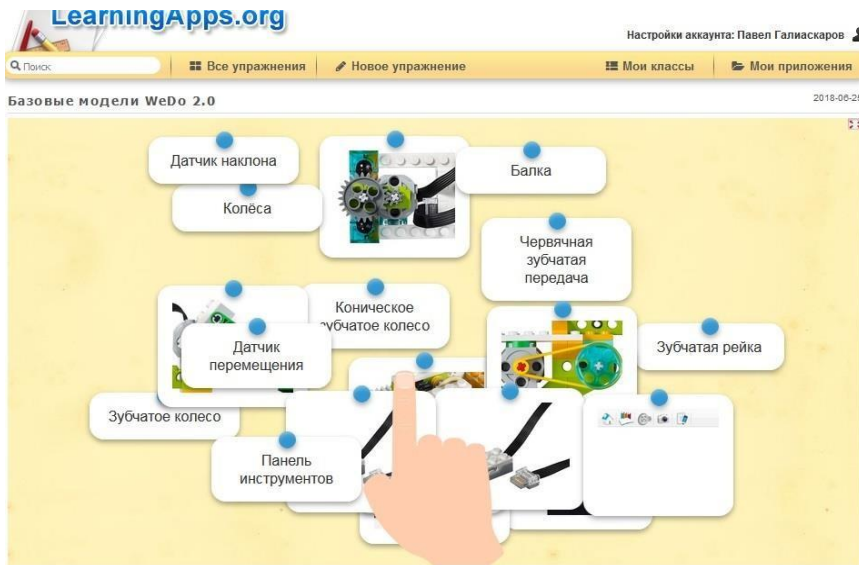 LearningApps.org
Настройки аккаунта: Павел Галиаскаров
Поиск
Все упражнения
Новое упражнение
Мои классы
Мои приложения
Базовые модели WeDo 2.0
Датчик наклона
Колёса
Балка
Червячная
зубчатая
передача
Коническое
зубчатое колесо
Датчик
перемещения
Зубчатая рейка
Зубчатое колесо
Панель
инструментов